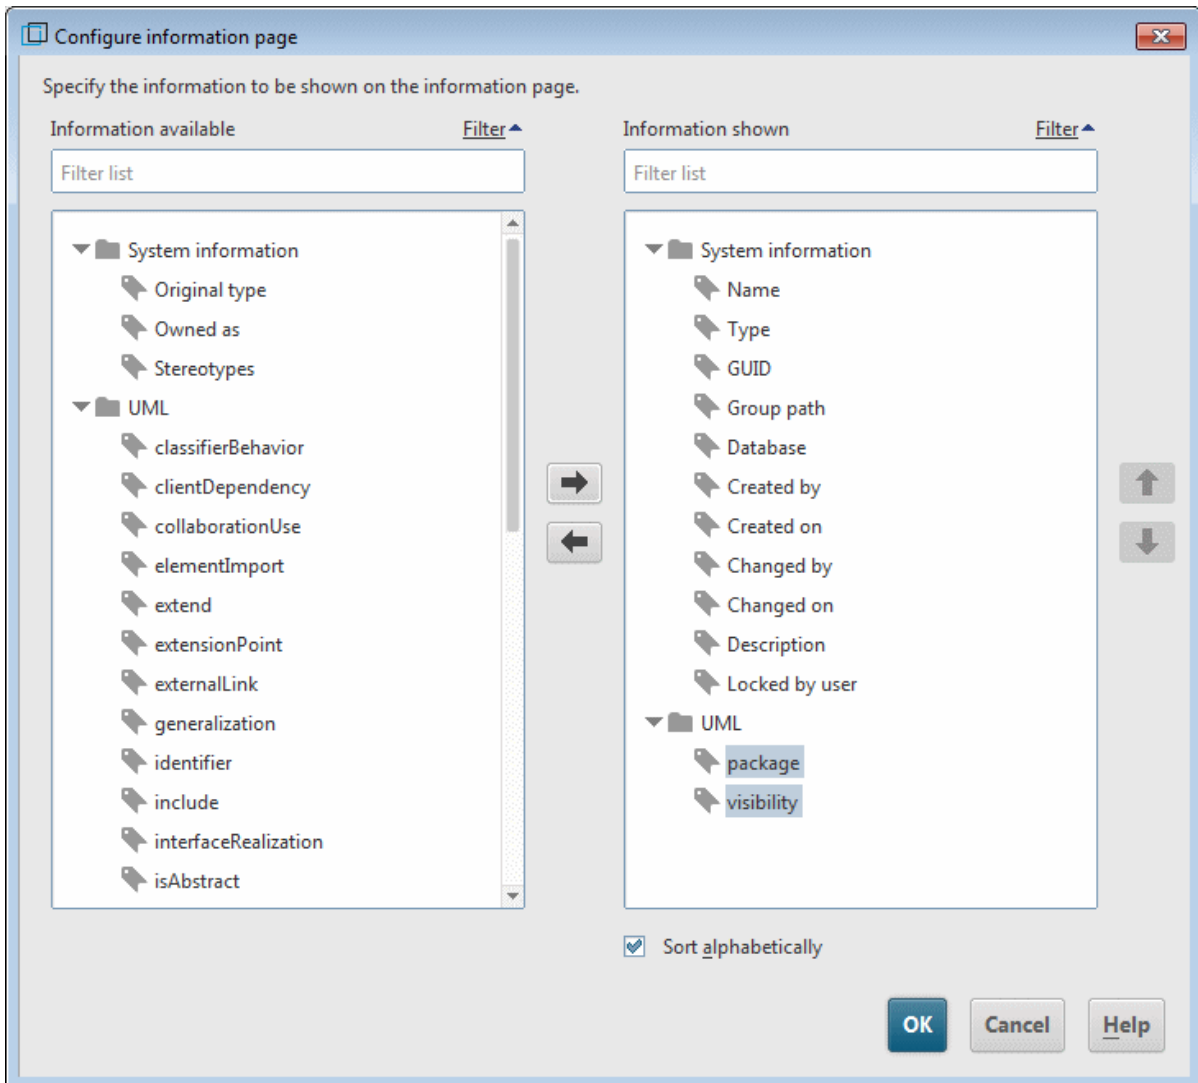 Configure information page
Specify the information to be shown on the information page.
Information available
Filter
Filter list
System information
Original type
Owned as
Stereotypes
UML
classifierBehavior
clientDependency
collaborationUse
elementImport
extend
extensionPoint
externalLink
generalization
identifier
include
interfaceRealization
isAbstract
Information shown
Filter
Filter list
System information
Name
Type
GUID
Group path
Database
Created by
Created on
Changed by
Changed on
Description
Locked by user
UML
package
visibility
Sort alphabetically
OK
Cancel
Help